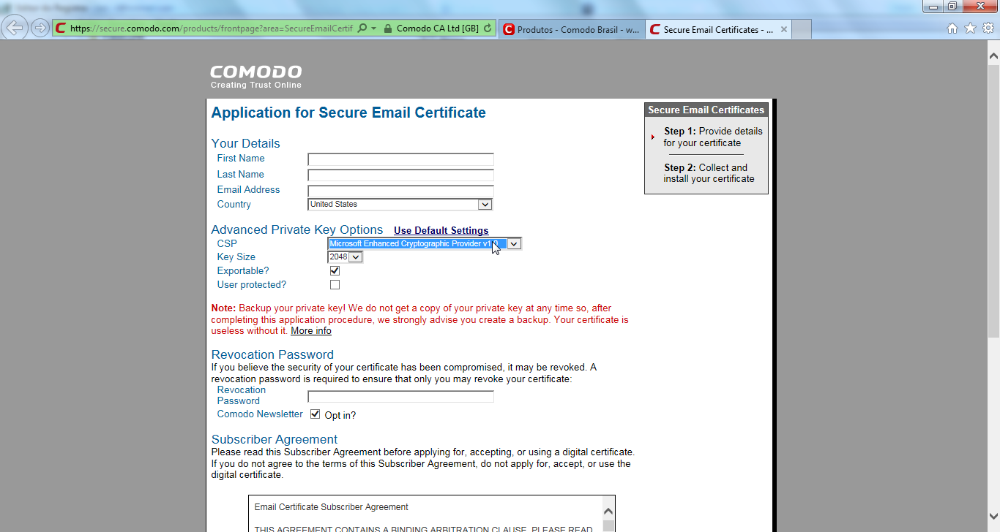 https://secure.comodo.com/products/frontpage?area=SecureEmailCertif
Comodo CA Ltd [GB]
Produtos - Comodo Brasil - w...
Secure Email Certificates - ...
COMODO
Creating Trust Online
Application for Secure Email Certificate
Secure Email Certificates
Step 1: Provide details
for your certificate
Step 2: Collect and
install your certificate
Your Details
First Name
Last Name
Email Address
Country
United States
Advanced Private Key Options Use Default Settings
CSP
Microsoft Enhanced Cryptographic Provider v1.0
Key Size
2048
Exportable?
User protected?
Note: Backup your private key! We do not get a copy of your private key at any time so, after
completing this application procedure, we strongly advise you create a backup. Your certificate is
useless without it. More info
Revocation Password
If you believe the security of your certificate has been compromised, it may be revoked. A
revocation password is required to ensure that only you may revoke your certificate:
Revocation
Password
Comodo Newsletter
Opt in?
Subscriber Agreement
Please read this Subscriber Agreement before applying for, accepting, or using a digital certificate.
If you do not agree to the terms of this Subscriber Agreement, do not apply for, accept, or use the
digital certificate.
Email Certificate Subscriber Agreement
THIS AGREEMENT CONTAINS A BINDING ARBITRATION CLAUSE. PLEASE READ